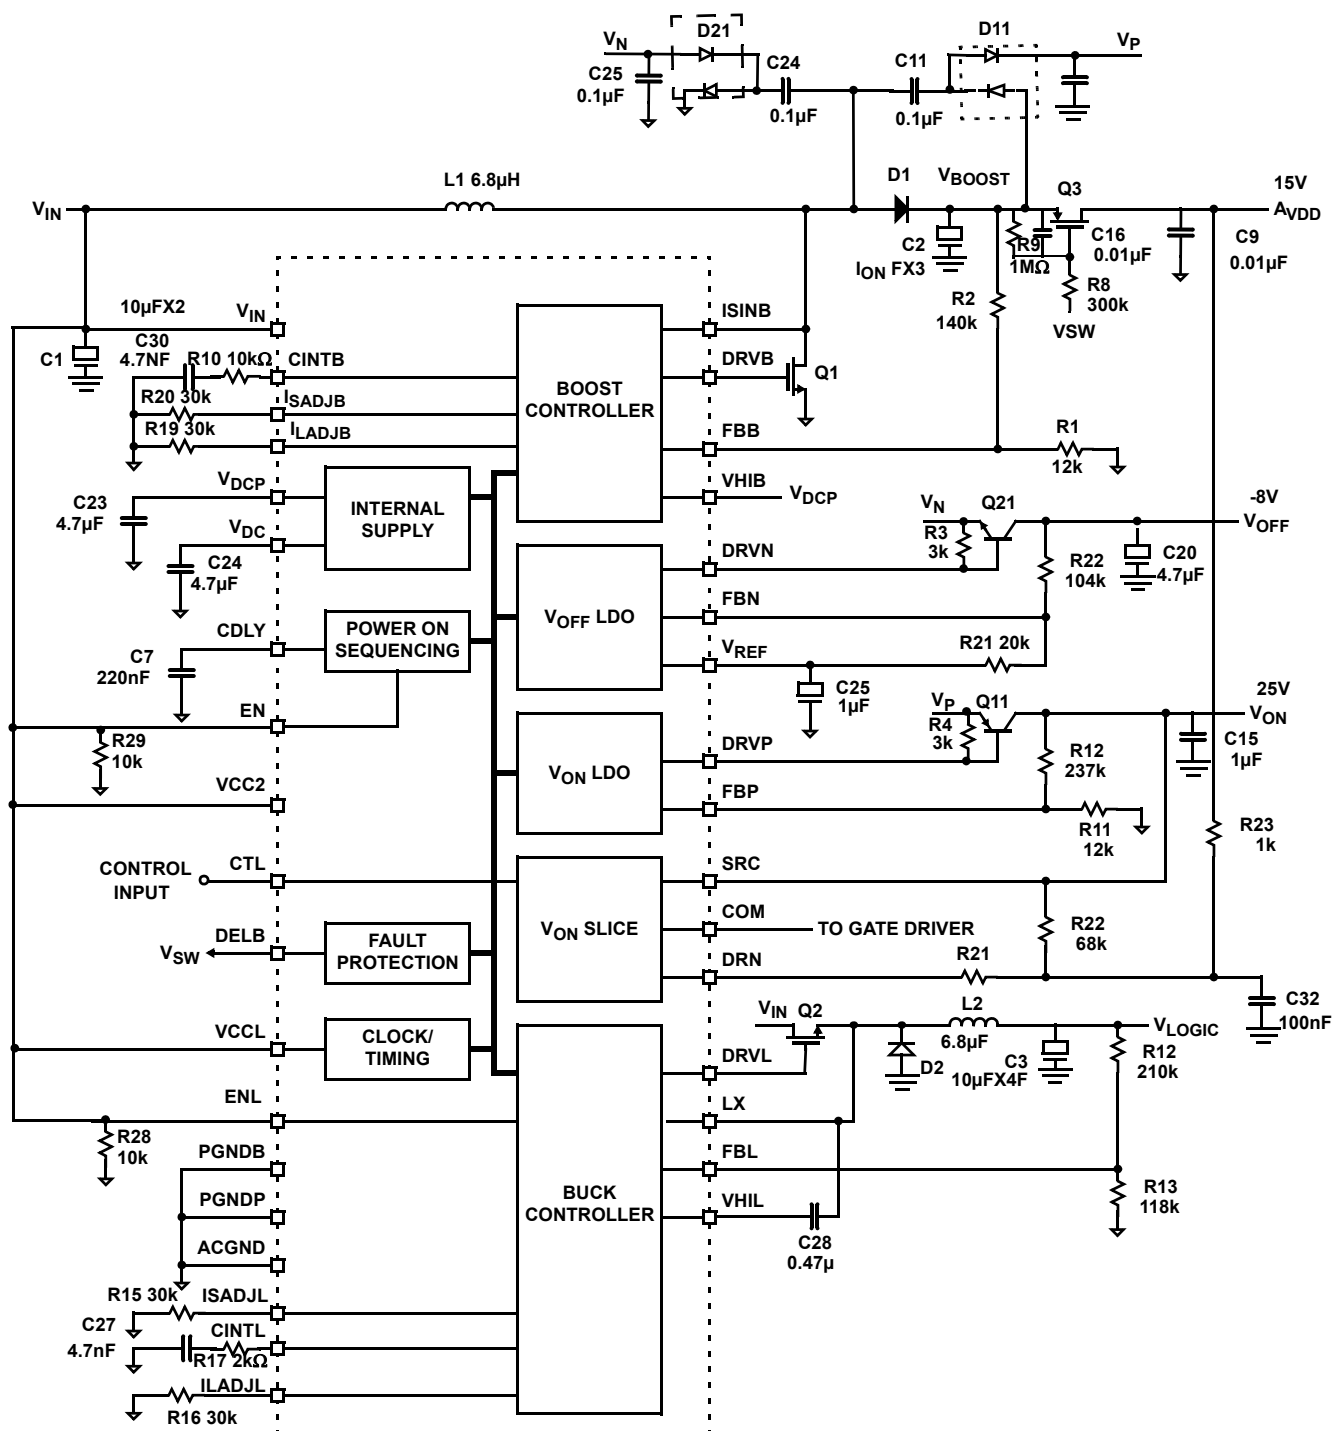 VN
D21
C25
0.1µF
C24
0.1µF
C11
0.1µF
D11
VP
L1 6.8µH
VIN
D1
VBOOST
Q3
15V
AVDD
C2
ION FX3
R9
1MΩ
C16
0.01µF
C9
0.01µF
R8
300k
VSW
R2
140k
10µFX2
VIN
C1
C30
4.7NF
R10 10kΩ
CINTB
R20 30k
ISADJB
R19 30k
ILADJB
BOOST
CONTROLLER
ISINB
DRVB
Q1
FBB
R1
12k
VHIB
VDCP
VDCP
C23
4.7µF
VDC
C24
4.7µF
INTERNAL
SUPPLY
VN
Q21
-8V
VOFF
R3
3k
DRVN
R22
104k
C20
4.7µF
FBN
VOFF LDO
VREF
R21 20k
C25
1µF
CDLY
C7
220nF
POWER ON
SEQUENCING
EN
R29
10k
VCC2
VP
Q11
25V
VON
R4
3k
DRVP
R12
237k
C15
1µF
VON LDO
FBP
R11
12k
R23
1k
CONTROL
INPUT
CTL
SRC
COM
TO GATE DRIVER
VON SLICE
R22
68k
DRN
R21
C32
100nF
DELB
VSW
FAULT
PROTECTION
VCCL
CLOCK/
TIMING
VIN
Q2
L2
6.8µF
VLOGIC
DRVL
D2
C3
10µFX4F
R12
210k
ENL
LX
R28
10k
PGNDB
FBL
PGNDP
BUCK
CONTROLLER
VHIL
R13
118k
C28
0.47µ
ACGND
R15 30k
ISADJL
C27
4.7nF
CINTL
R17 2kΩ
ILADJL
R16 30k